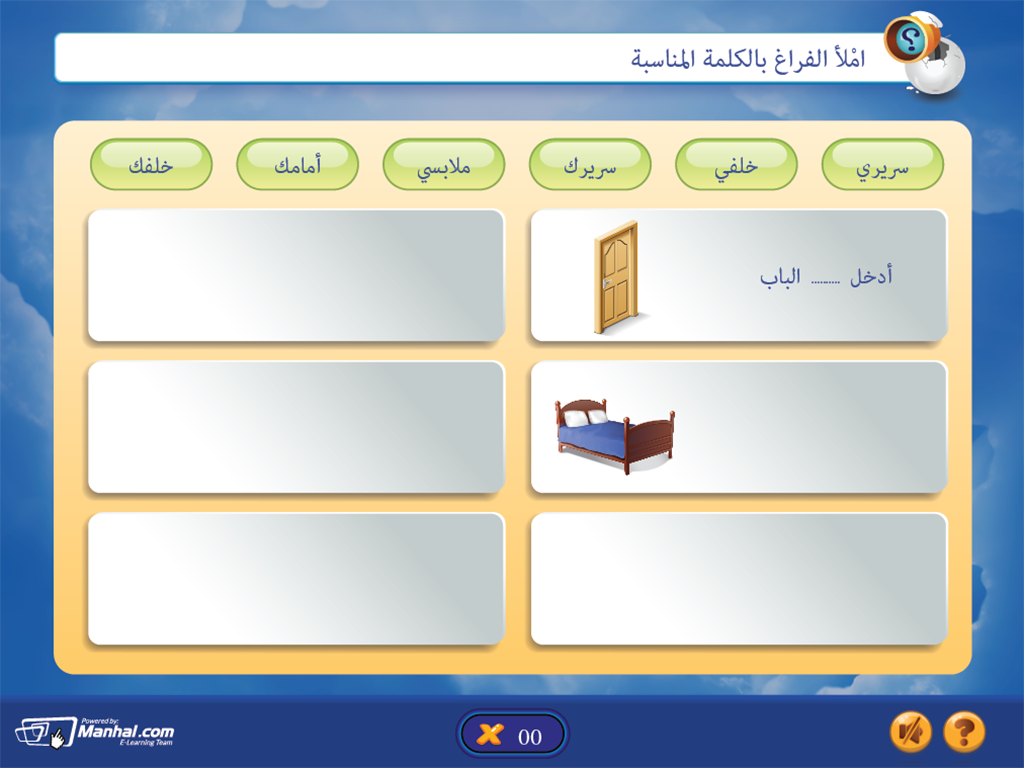 امْلأ الفراغ بالكلمة المناسبة
سريري
خلفي
سريرك
ملابسي
أمامك
خلفك
أدخل .......... الباب
Powered by:
Manhal.com
E-Learning Team
00